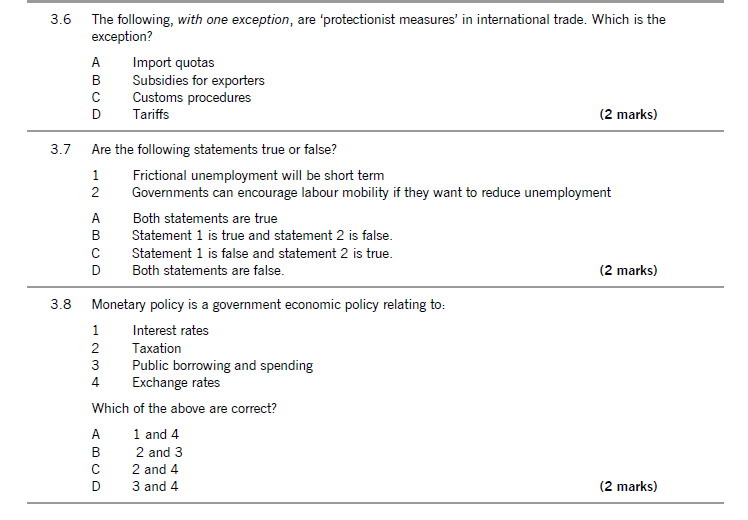 3.6 The following, with one exception, are ‘protectionist measures’ in international trade. Which is the
exception?
A Import quotas
B Subsidies for exporters
C Customs procedures
D Tariffs (2 marks)
3.7 Are the following statements true or false?
1 Frictional unemployment will be short term
2 Governments can encourage labour mobility if they want to reduce unemployment
A Both statements are true
B Statement 1 is true and statement 2 is false.
C Statement 1 is false and statement 2 is true.
D Both statements are false. (2 marks)
3.8 Monetary policy is a government economic policy relating to:
1 Interest rates
2 Taxation
3 Public borrowing and spending
4 Exchange rates
Which of the above are correct?
A 1 and 4
B 2 and 3
C 2 and 4
D 3 and 4 (2 marks)